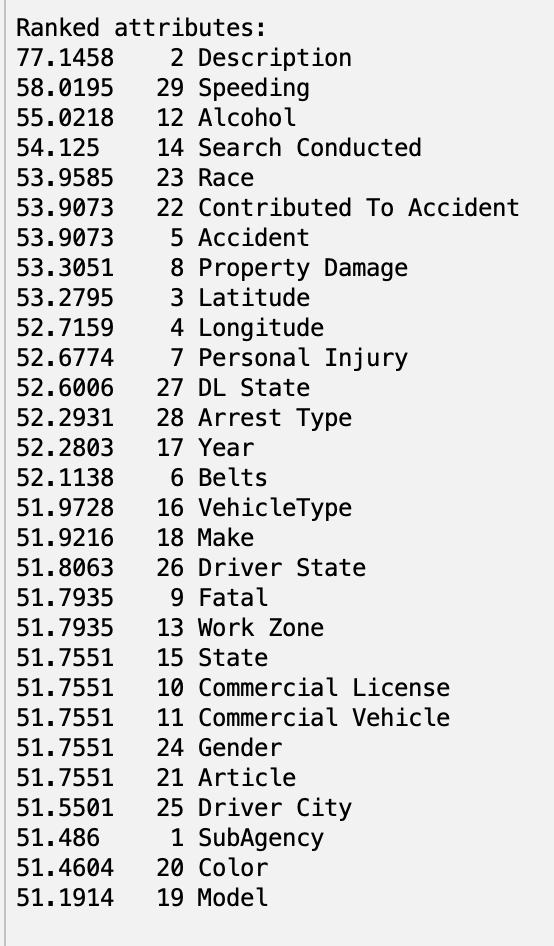 Ranked attributes:
77.1458    2 Description
58.0195   29 Speeding
55.0218   12 Alcohol
54.125    14 Search Conducted
53.9585   23 Race
53.9073   22 Contributed To Accident
53.9073    5 Accident
53.3051    8 Property Damage
53.2795    3 Latitude
52.7159    4 Longitude
52.6774    7 Personal Injury
52.6006   27 DL State
52.2931   28 Arrest Type
52.2803   17 Year
52.1138    6 Belts
51.9728   16 VehicleType
51.9216   18 Make
51.8063   26 Driver State
51.7935    9 Fatal
51.7935   13 Work Zone
51.7551   15 State
51.7551   10 Commercial License
51.7551   11 Commercial Vehicle
51.7551   24 Gender
51.7551   21 Article
51.5501   25 Driver City
51.486     1 SubAgency
51.4604   20 Color
51.1914   19 Model